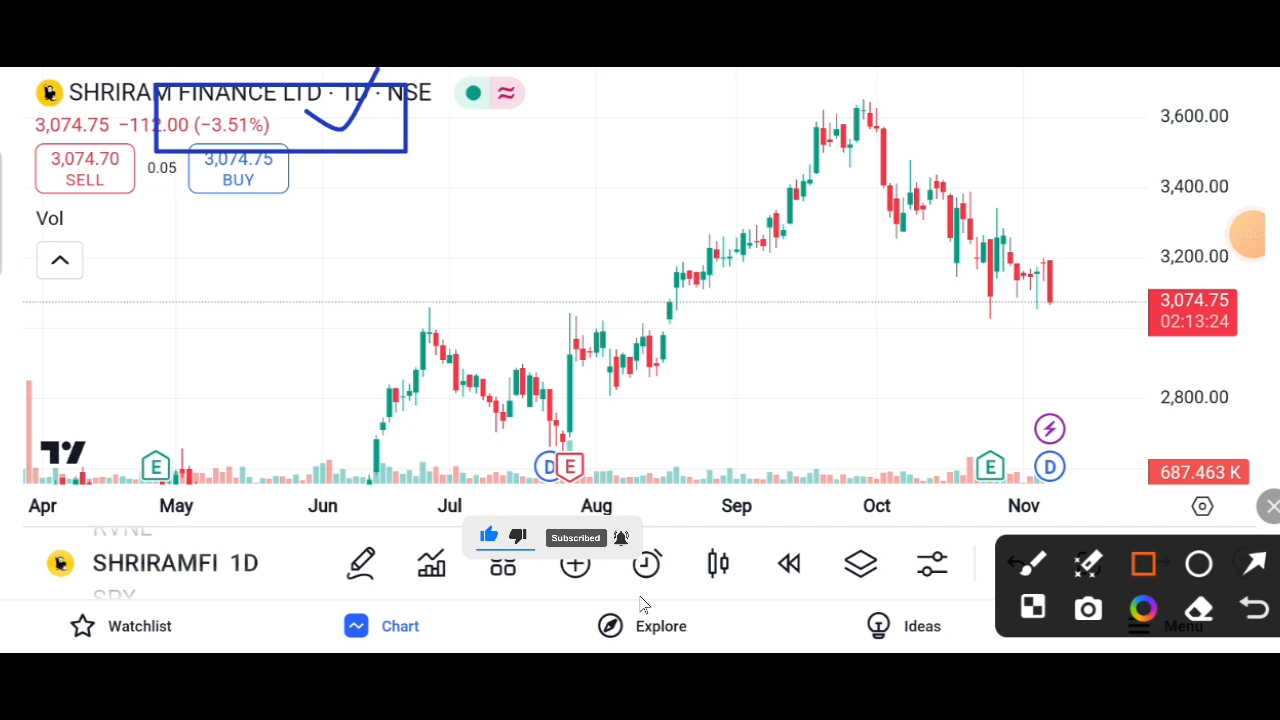 SHRIRAM FINANCE LTD · 1D · NSE
3,074.75 −112.00 (−3.51%)
3,074.70 SELL
0.05
3,074.75 BUY
Vol
3,600.00
3,400.00
3,200.00
3,074.75
02:13:24
2,800.00
687.463 K
E
D
E
E
D
Apr May Jun Jul Aug Sep Oct Nov
Subscribed
RVNL
SHRIRAMFI 1D
SPY
Watchlist
Chart
Explore
Ideas
Menu